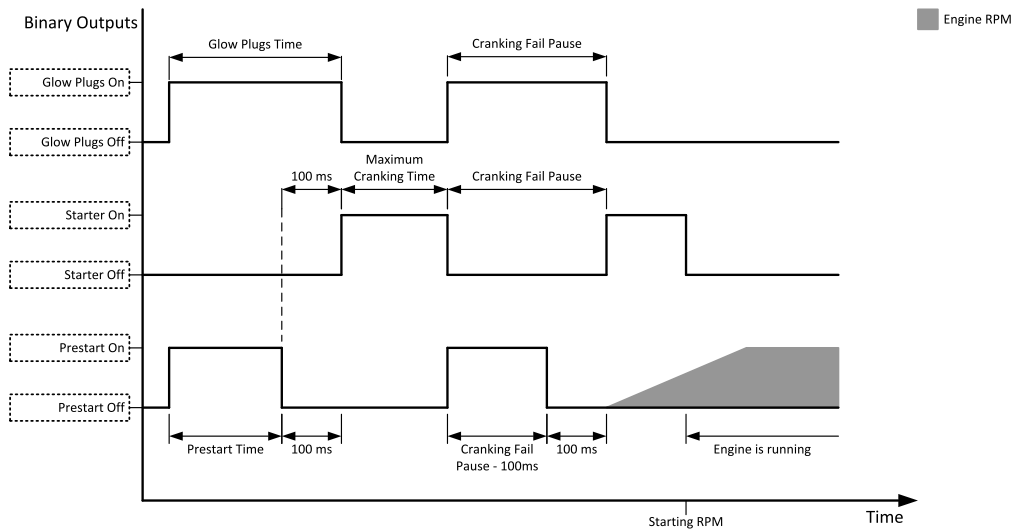 Binary Outputs
Engine RPM
Glow Plugs Time
Cranking Fail Pause
Glow Plugs On
Glow Plugs Off
100 ms
Maximum
Cranking Time
Cranking Fail Pause
Starter On
Starter Off
Prestart On
Prestart Off
Prestart Time
100 ms
Cranking Fail
Pause - 100ms
100 ms
Engine is running
Time
Starting RPM